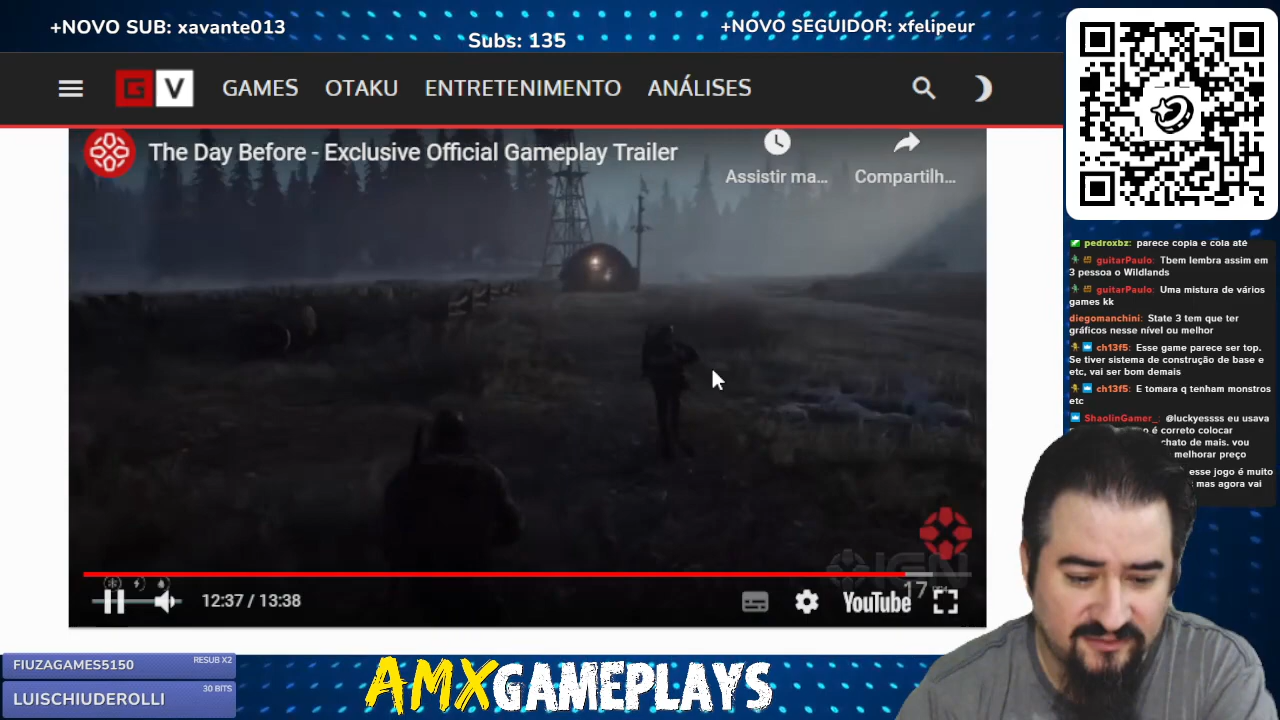 +NOVO SUB: xavante013
Subs: 135
+NOVO SEGUIDOR: xfelipeur
G V
GAMES
OTAKU
ENTRETENIMENTO
ANÁLISES
The Day Before - Exclusive Official Gameplay Trailer
Assistir ma...
Compartilh...
IGN
17
12:37 / 13:38
YouTube
pedroxbz: parece copia e cola até
guitarPaulo: Tbem lembra assim em
3 pessoa o Wildlands
guitarPaulo: Uma mistura de vários
games kk
diegomanchini: State 3 tem que ter
gráficos nesse nível ou melhor
ch13f5: Esse game parece ser top.
Se tiver sistema de construção de base e
etc, vai ser bom demais
ch13f5: E tomara q tenham monstros
etc
ShaolinGamer_: @luckyessss eu usava
é correto colocar
chato de mais. vou
melhorar preço
esse jogo é muito
mas agora vai
FIUZAGAMES5150
RESUB X2
LUISCHIUDEROLLI
30 BITS
AMXGAMEPLAYS